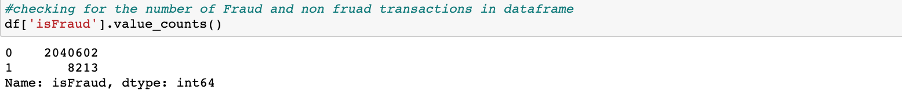 #checking for the number of Fraud and non fruad transactions in dataframe
df['isFraud'].value_counts()
0    2040602
1       8213
Name: isFraud, dtype: int64